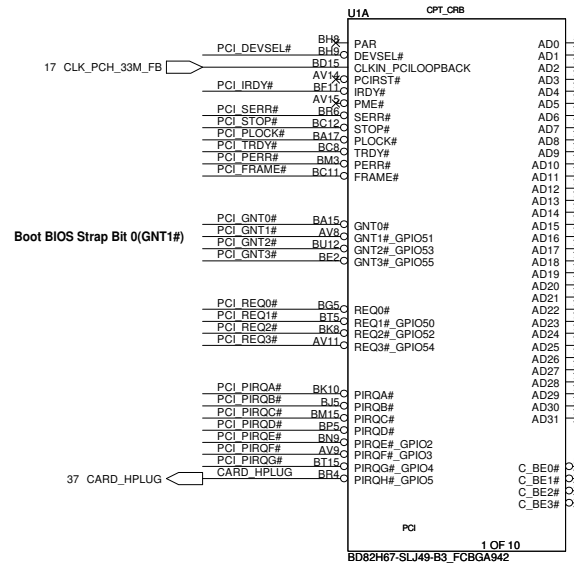 U1A CPT_CRB
BH8 PAR AD0
PCI_DEVSEL# BH9 DEVSEL# AD1
17 CLK_PCH_33M_FB BD15 CLKIN_PCILOOPBACK AD2
AV14 PCIRST# AD3
PCI_IRDY# BF11 IRDY# AD4
AV15 PME# AD5
PCI_SERR# BR6 SERR# AD6
PCI_STOP# BC12 STOP# AD7
PCI_PLOCK# BA17 PLOCK# AD8
PCI_TRDY# BC8 TRDY# AD9
PCI_PERR# BM3 PERR# AD10
PCI_FRAME# BC11 FRAME# AD11
AD12
AD13
AD14
PCI_GNT0# BA15 GNT0# AD15
Boot BIOS Strap Bit 0(GNT1#) PCI_GNT1# AV8 GNT1#_GPIO51 AD16
PCI_GNT2# BU12 GNT2#_GPIO53 AD17
PCI_GNT3# BE2 GNT3#_GPIO55 AD18
AD19
AD20
AD21
PCI_REQ0# BG5 REQ0# AD22
PCI_REQ1# BT5 REQ1#_GPIO50 AD23
PCI_REQ2# BK8 REQ2#_GPIO52 AD24
PCI_REQ3# AV11 REQ3#_GPIO54 AD25
AD26
AD27
AD28
PCI_PIRQA# BK10 PIRQA# AD29
PCI_PIRQB# BJ5 PIRQB# AD30
PCI_PIRQC# BM15 PIRQC# AD31
PCI_PIRQD# BP5 PIRQD#
PCI_PIRQE# BN9 PIRQE#_GPIO2
PCI_PIRQF# AV9 PIRQF#_GPIO3
PCI_PIRQG# BT15 PIRQG#_GPIO4 C_BE0#
37 CARD_HPLUG CARD_HPLUG BR4 PIRQH#_GPIO5 C_BE1#
C_BE2#
C_BE3#
PCI
1 OF 10
BD82H67-SLJ49-B3_FCBGA942